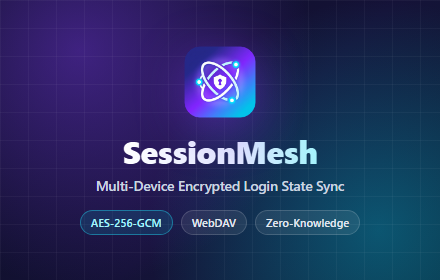 SessionMesh
Multi-Device Encrypted Login State Sync
AES-256-GCM WebDAV Zero-Knowledge